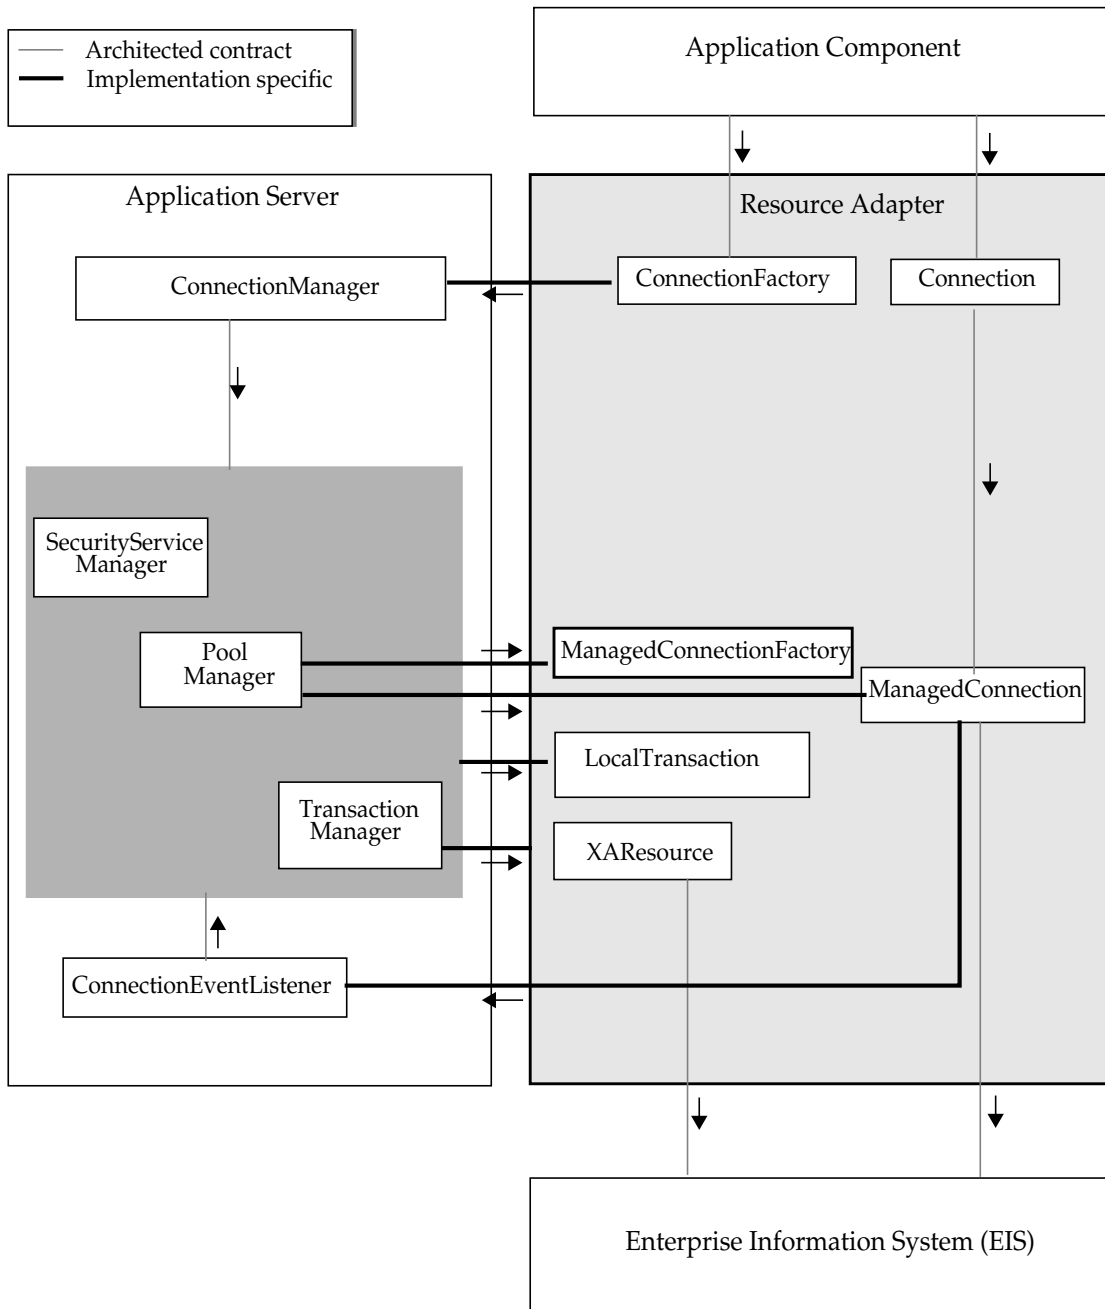 Architected contract
Implementation specific
Application Component
Application Server
Resource Adapter
ConnectionManager
ConnectionFactory
Connection
SecurityService
Manager
Pool
Manager
ManagedConnectionFactory
ManagedConnection
LocalTransaction
Transaction
Manager
XAResource
ConnectionEventListener
Enterprise Information System (EIS)